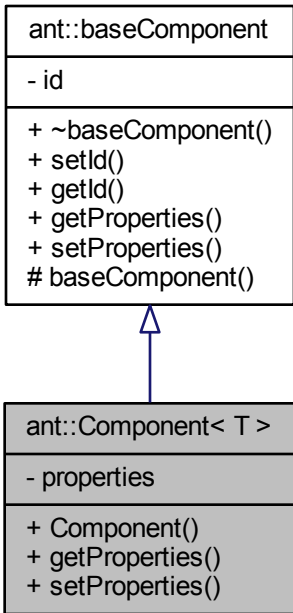 ant::baseComponent
- id
+ ~baseComponent()
+ setId()
+ getId()
+ getProperties()
+ setProperties()
# baseComponent()
ant::Component< T >
- properties
+ Component()
+ getProperties()
+ setProperties()